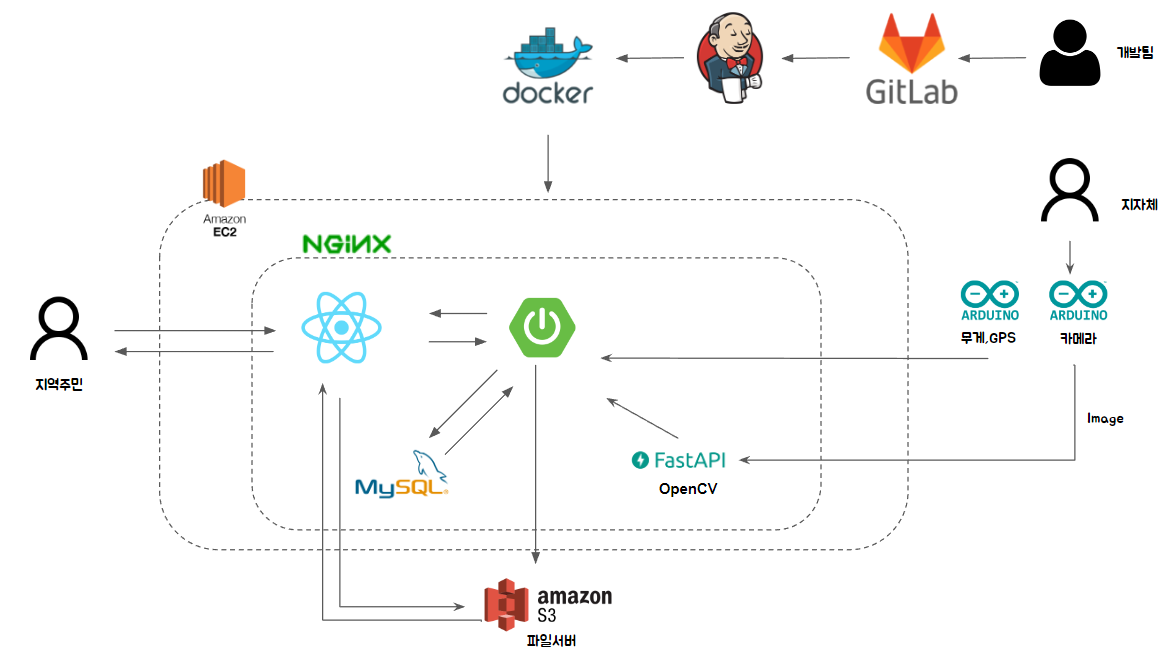 docker
GitLab
개발팀
Amazon
EC2
지자체
NGiNX
ARDUINO
무게,GPS
ARDUINO
카메라
지역주민
Image
FastAPI
OpenCV
MySQL
amazon
S3
파일서버